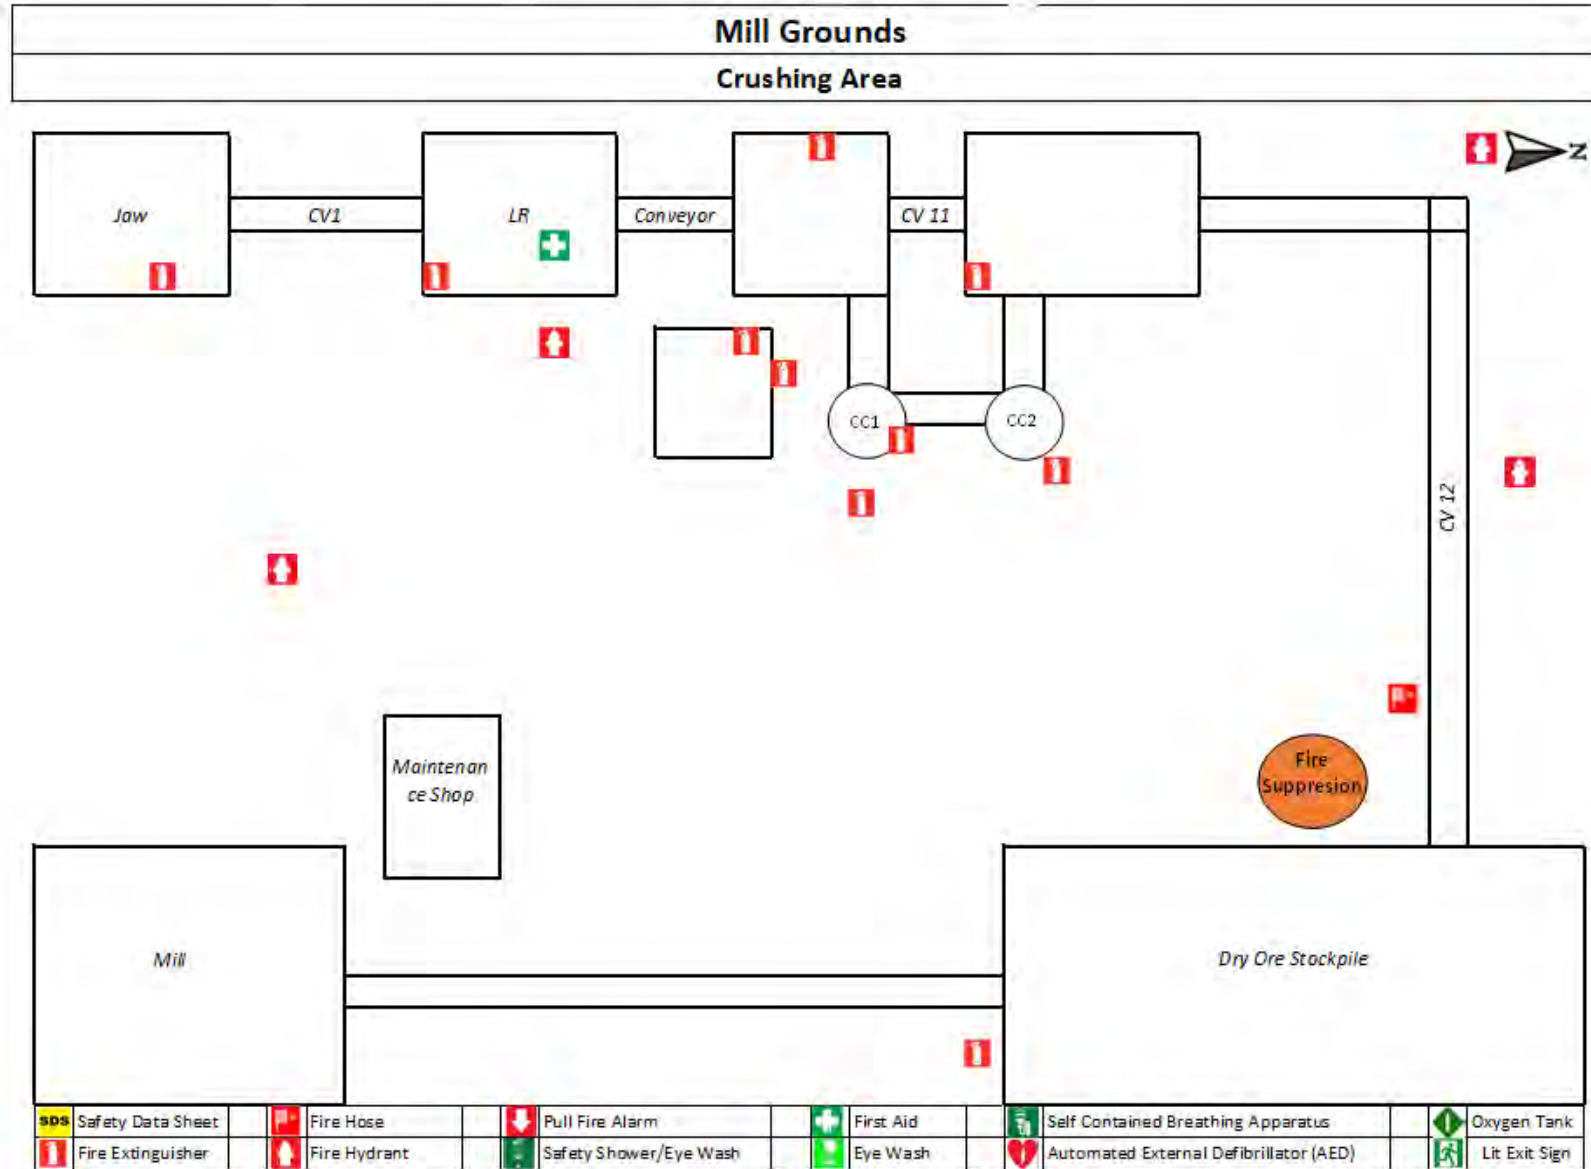 Mill Grounds
Crushing Area
N
Jaw
CV1
LR
Conveyor
CV 11
CC1
CC2
CV 12
Maintenan
ce Shop
Fire
Suppresion
Mill
Dry Ore Stockpile
SDS Safety Data Sheet Fire Hose Pull Fire Alarm First Aid Self Contained Breathing Apparatus Oxygen Tank
Fire Extinguisher Fire Hydrant Safety Shower/Eye Wash Eye Wash Automated External Defibrillator (AED) Lit Exit Sign